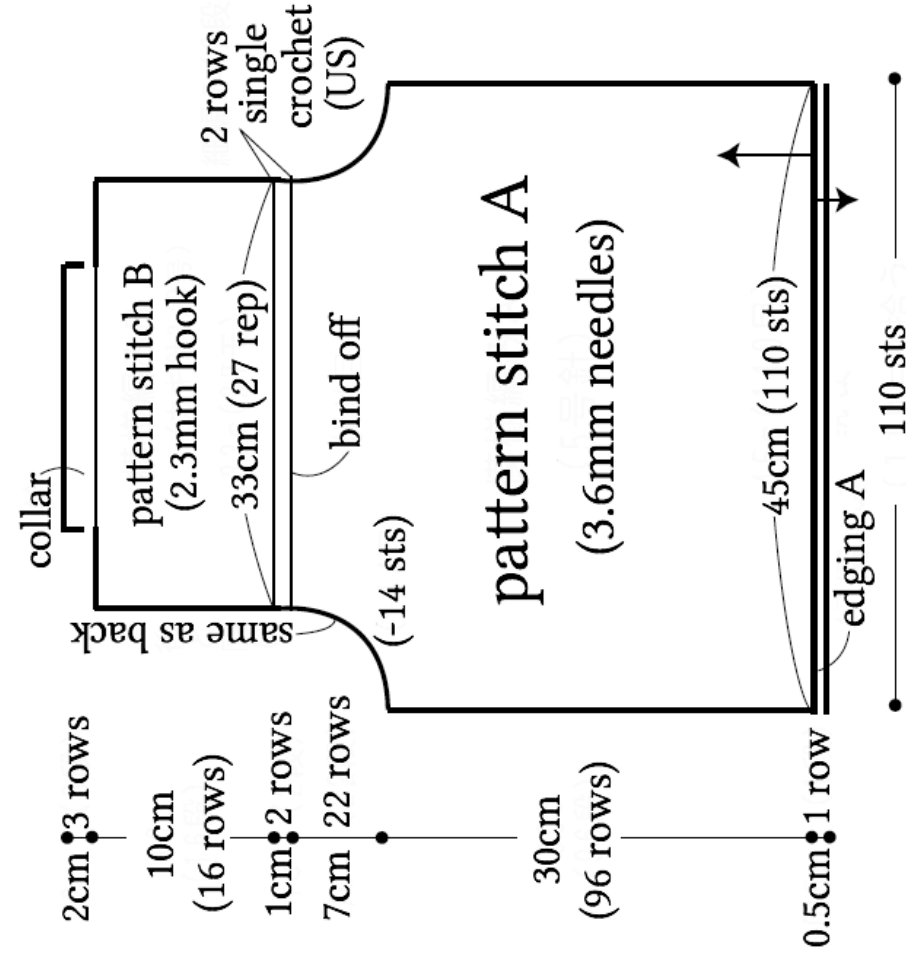 collar
2cm 3 rows
10cm
(16 rows)
1cm 2 rows
7cm 22 rows
30cm
(96 rows)
0.5cm 1 row
pattern stitch B
(2.3mm hook)
33cm (27 rep)
bind off
2 rows
single
crochet
(US)
same as back
(-14 sts)
pattern stitch A
(3.6mm needles)
45cm (110 sts)
edging A
110 sts